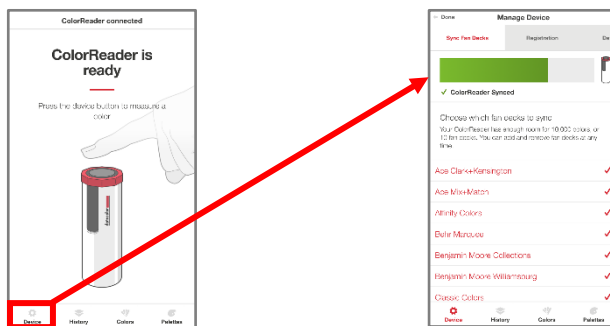 ColorReader connected
ColorReader is
ready
Press the device button to measure a
color
Device History Colors Palettes
Done Manage Device
Sync Fan Decks Registration De
ColorReader Synced
Choose which fan decks to sync
Your ColorReader has enough room for 10,000 colors, or
10 fan decks. You can add and remove fan decks at any
time.
Ace Clark+Kensington
Ace Mix+Match
Affinity Colors
Behr Marquee
Benjamin Moore Collections
Benjamin Moore Williamsburg
Classic Colors
Device History Colors Palettes